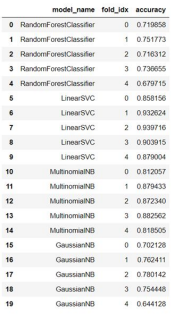 model_name fold_idx accuracy
0 RandomForestClassifier 0 0.719858
1 RandomForestClassifier 1 0.751773
2 RandomForestClassifier 2 0.716312
3 RandomForestClassifier 3 0.736655
4 RandomForestClassifier 4 0.679715
5 LinearSVC 0 0.858156
6 LinearSVC 1 0.932624
7 LinearSVC 2 0.939716
8 LinearSVC 3 0.903915
9 LinearSVC 4 0.879004
10 MultinomialNB 0 0.812057
11 MultinomialNB 1 0.879433
12 MultinomialNB 2 0.872340
13 MultinomialNB 3 0.882562
14 MultinomialNB 4 0.818505
15 GaussianNB 0 0.702128
16 GaussianNB 1 0.762411
17 GaussianNB 2 0.780142
18 GaussianNB 3 0.754448
19 GaussianNB 4 0.644128